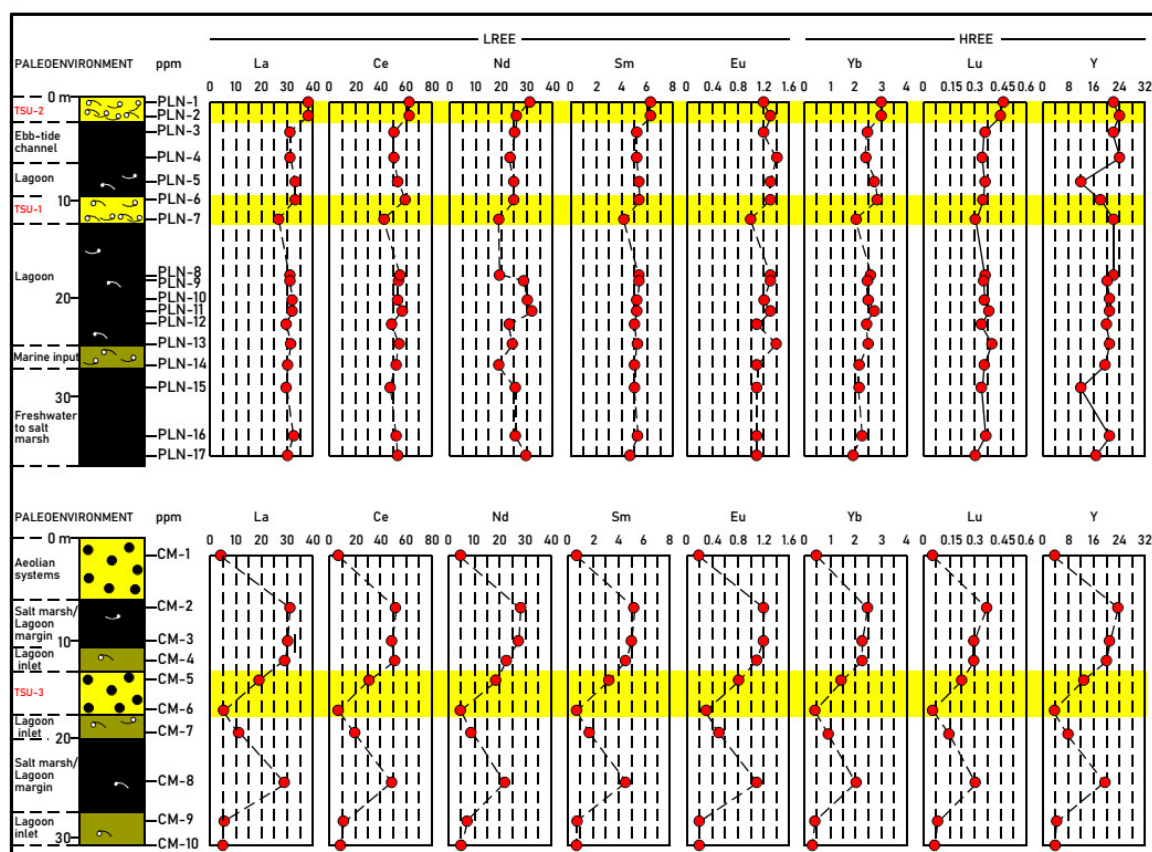 LREE HREE
PALEOENVIRONMENT ppm La Ce Nd Sm Eu Yb Lu Y
0 10 20 30 40 0 20 40 60 80 0 10 20 30 40 0 2 4 6 8 0.0 0.4 0.8 1.2 1.6 0 1 2 3 4 0 0.15 0.3 0.45 0.6 0 8 16 24 32
0 m PLN-1
TSU-2 PLN-2
Ebb-tide PLN-3
channel
PLN-4
Lagoon PLN-5
10 PLN-6
TSU-1 PLN-7
PLN-8
Lagoon PLN-9
20 PLN-10
PLN-11
PLN-12
PLN-13
Marine input PLN-14
PLN-15
30
Freshwater
to salt PLN-16
marsh
PLN-17
PALEOENVIRONMENT ppm La Ce Nd Sm Eu Yb Lu Y
0 10 20 30 40 0 20 40 60 80 0 10 20 30 40 0 2 4 6 8 0.0 0.4 0.8 1.2 1.6 0 1 2 3 4 0 0.15 0.3 0.45 0.6 0 8 16 24 32
0 m
CM-1
Aeolian
systems
Salt marsh/ CM-2
Lagoon
margin 10 CM-3
Lagoon CM-4
inlet
CM-5
TSU-3
CM-6
Lagoon
inlet CM-7
20
Salt marsh/
Lagoon CM-8
margin
Lagoon CM-9
inlet 30
CM-10